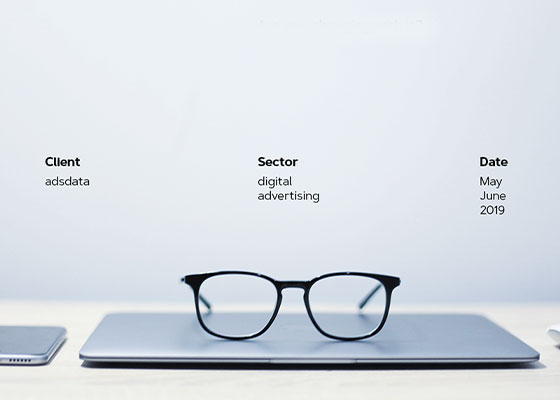 Client
adsdata
Sector
digital
advertising
Date
May
June
2019